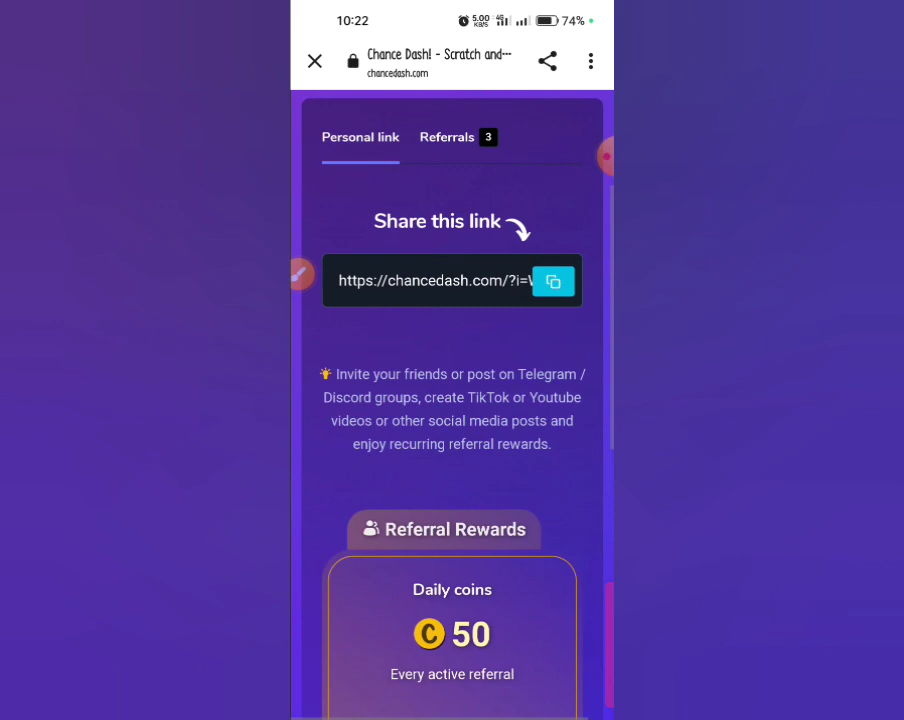 10:22
5.00
KB/S
4G
74%
Chance Dash! - Scratch and...
chancedash.com
Personal link
Referrals 3
Share this link
https://chancedash.com/?i=
Invite your friends or post on Telegram /
Discord groups, create TikTok or Youtube
videos or other social media posts and
enjoy recurring referral rewards.
Referral Rewards
Daily coins
C 50
Every active referral